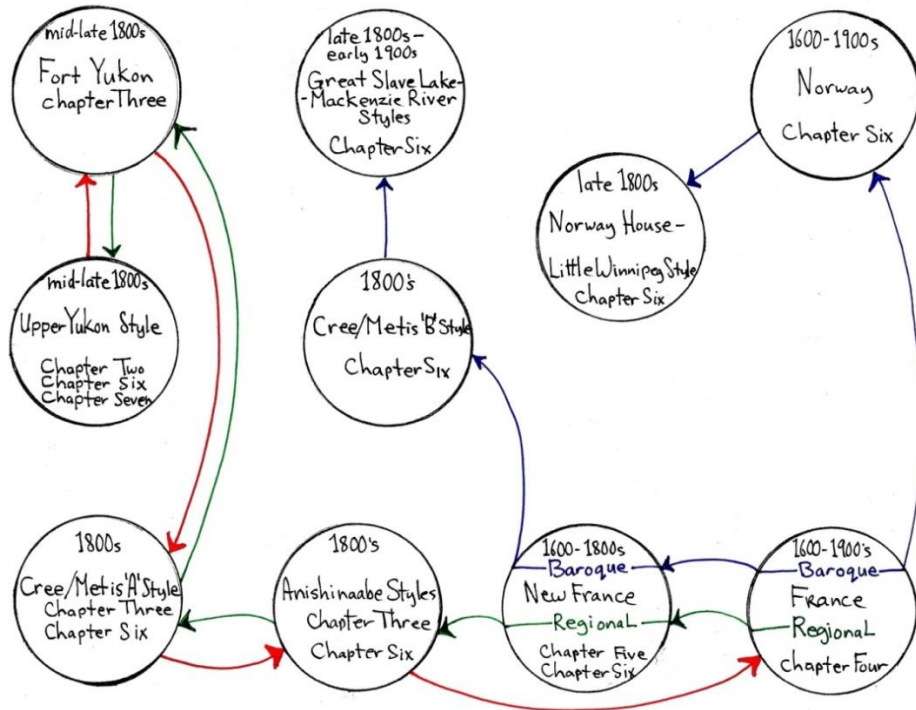 mid-late 1800s
Fort Yukon
chapter Three
late 1800s-
early 1900s
Great Slave Lake-
-Mackenzie River
Styles
Chapter Six
1600-1900s
Norway
Chapter Six
late 1800s
Norway House-
Little Winnipeg Style
Chapter Six
mid-late 1800s
Upper Yukon Style
Chapter Two
Chapter Six
Chapter Seven
1800's
Cree/Metis 'B' Style
Chapter Six
1800s
Cree/Metis 'A' Style
Chapter Three
Chapter Six
1800's
Anishinaabe Styles
Chapter Three
Chapter Six
1600-1800s
Baroque
New France
Regional
Chapter Five
Chapter Six
1600-1900's
Baroque
France
Regional
chapter Four